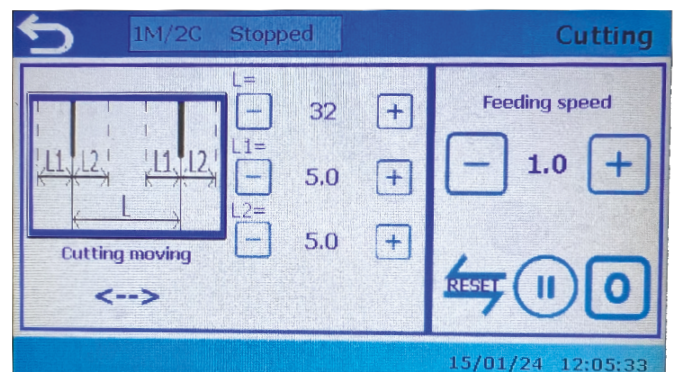 1M/2C Stopped
Cutting
L=
32
L1=
5.0
L2=
5.0
L1 L2 L1 L2
L
Cutting moving
<-->
Feeding speed
1.0
RESET
0
15/01/24 12:05:33